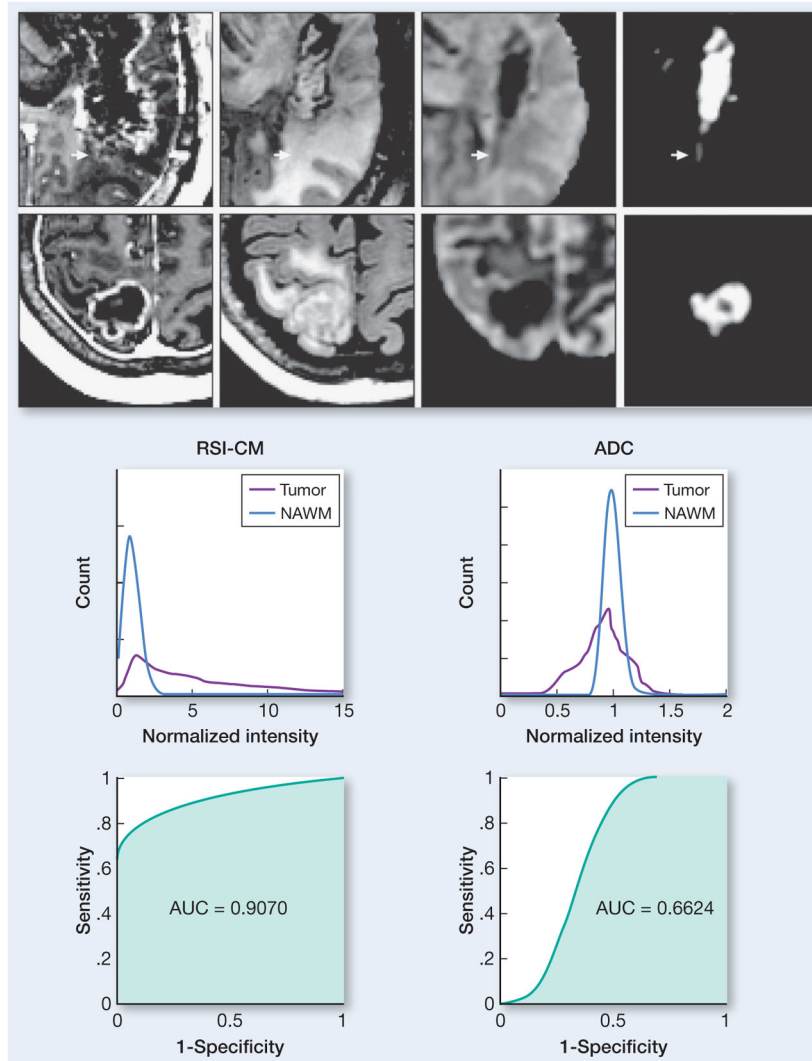 RSI-CM
Tumor
NAWM
Count
0
5
10
15
Normalized intensity
ADC
Tumor
NAWM
Count
0
0.5
1
1.5
2
Normalized intensity
1
.8
.6
.4
.2
0
Sensitivity
AUC = 0.9070
0
0.5
1
1-Specificity
1
.8
.6
.4
.2
0
Sensitivity
AUC = 0.6624
0
0.5
1
1-Specificity